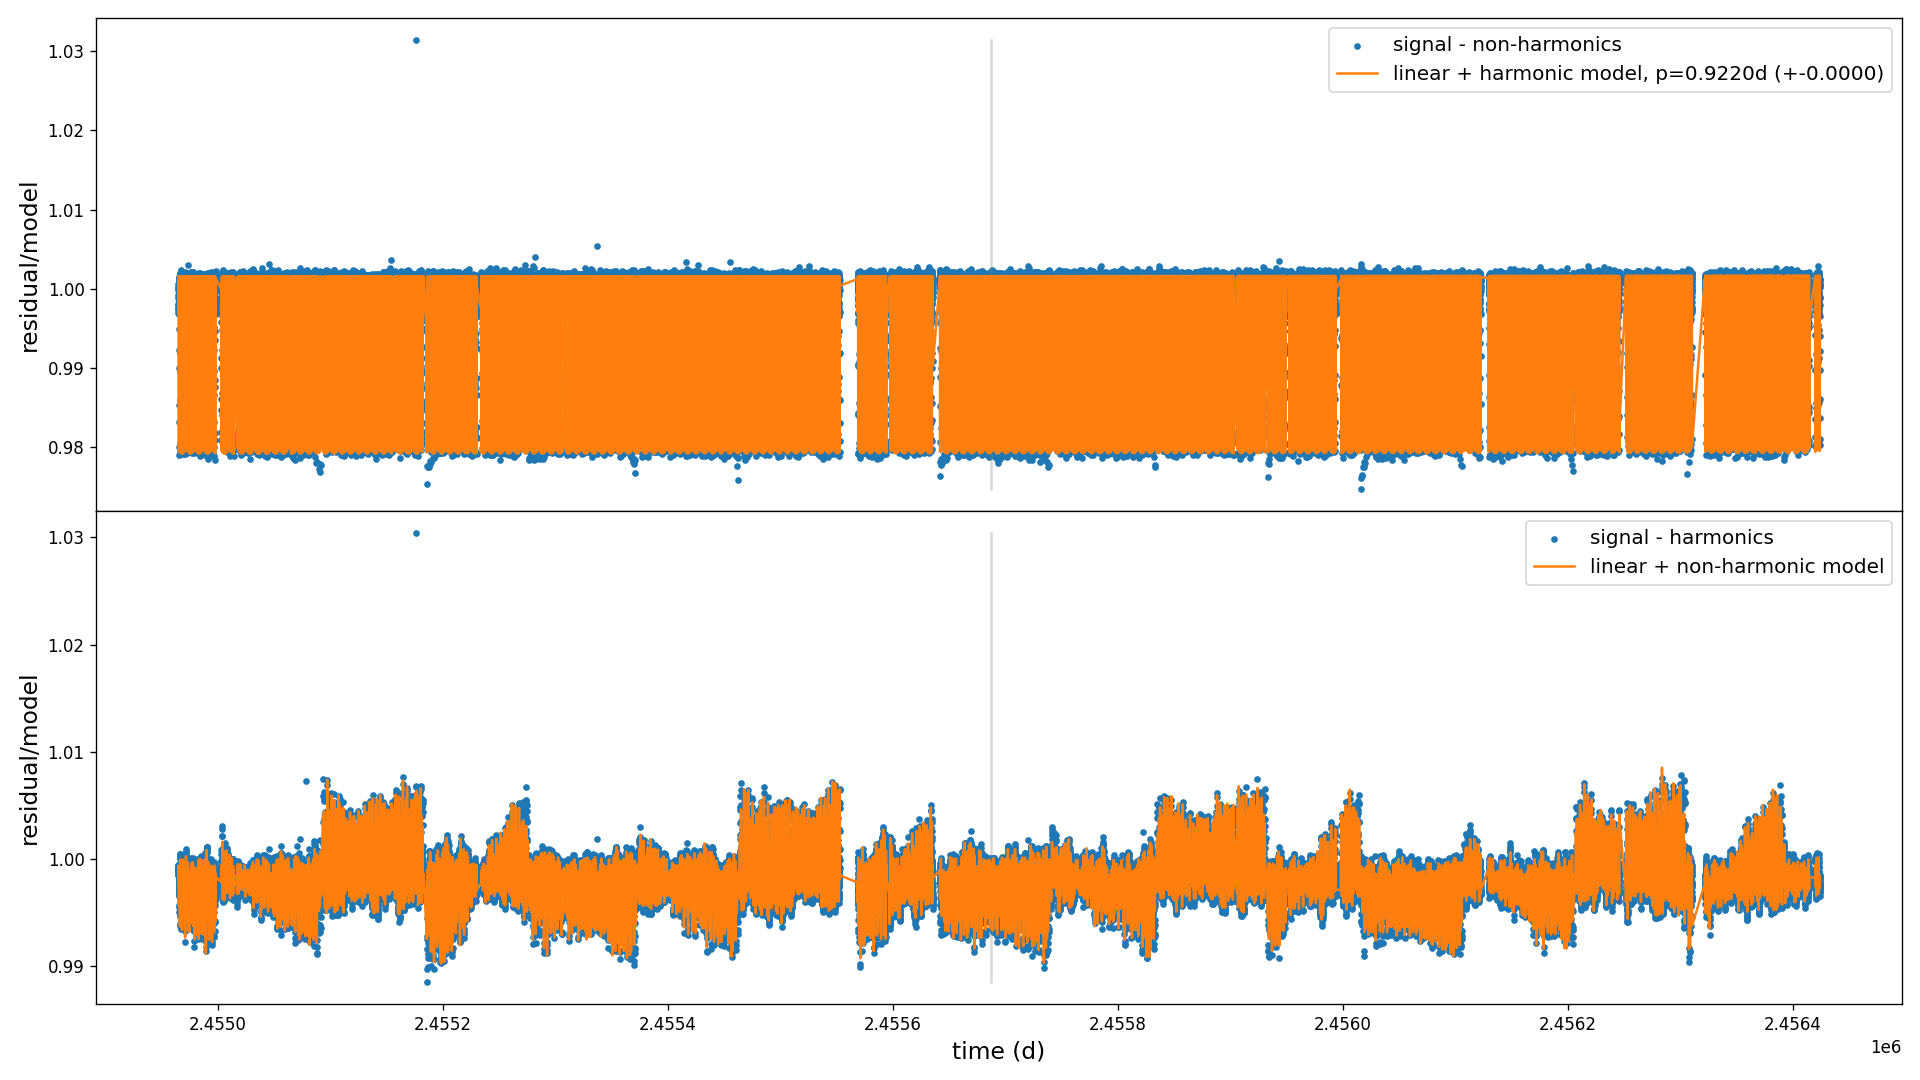 1.03
1.02
1.01
1.00
0.99
0.98
residual/model
signal - non-harmonics
linear + harmonic model, p=0.9220d (+-0.0000)
1.03
1.02
1.01
1.00
0.99
residual/model
signal - harmonics
linear + non-harmonic model
2.4550 2.4552 2.4554 2.4556 2.4558 2.4560 2.4562 2.4564
1e6
time (d)